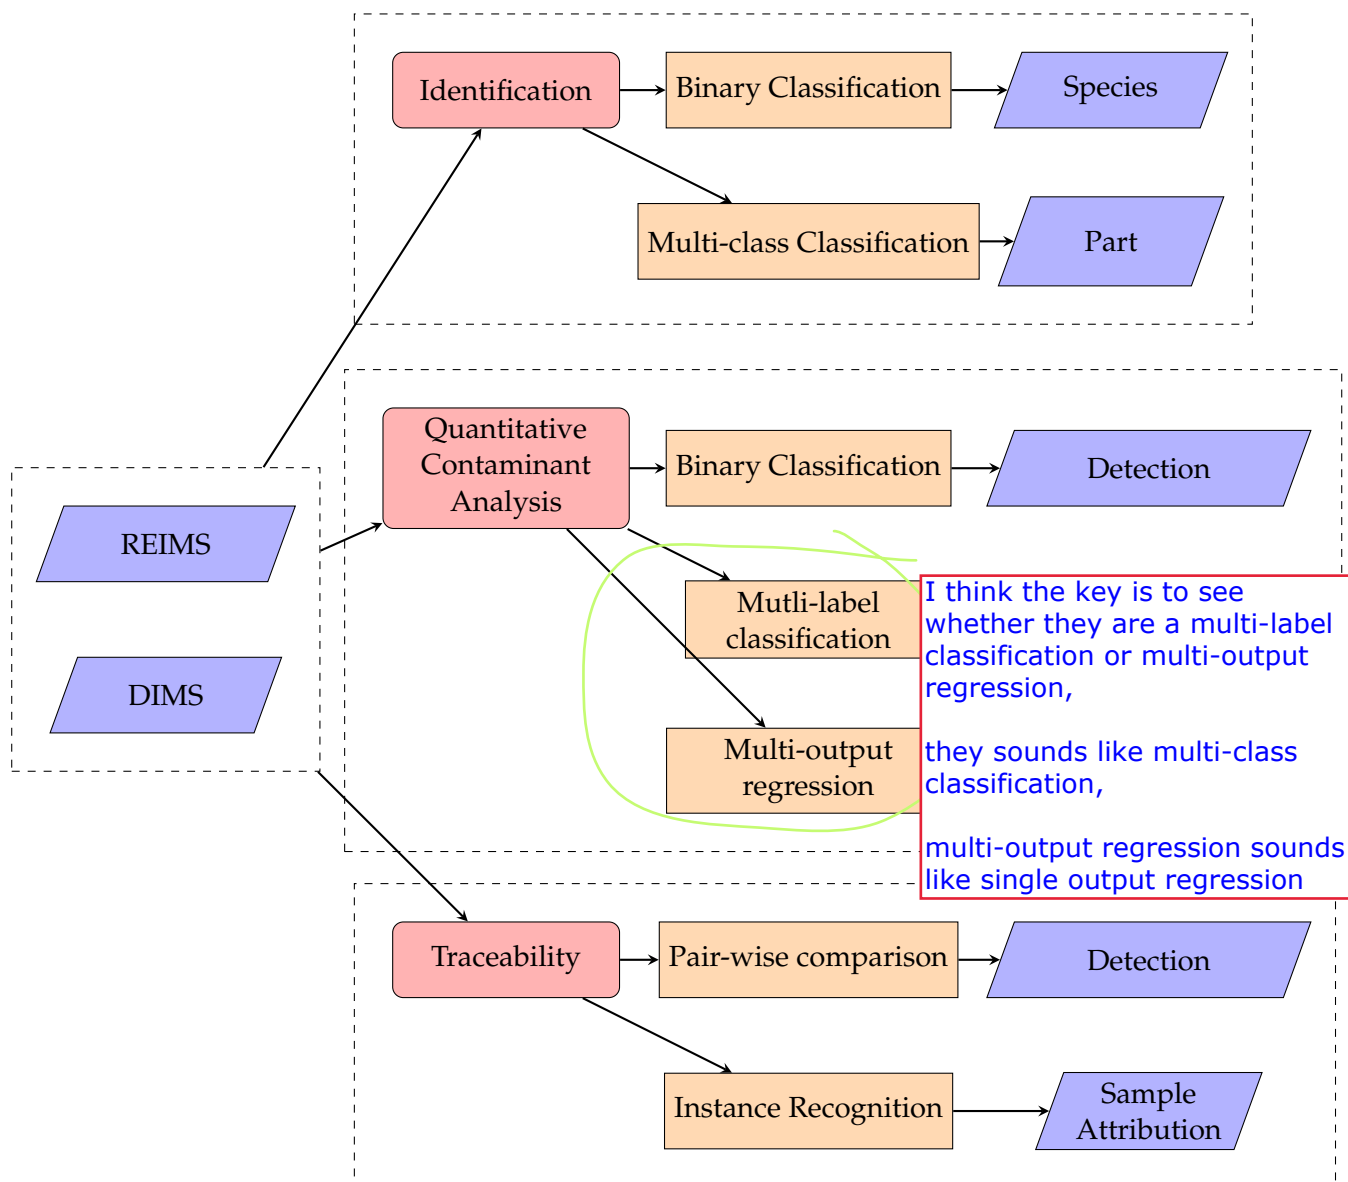 Identification
Binary Classification
Species
Multi-class Classification
Part
Quantitative
Contaminant
Analysis
Binary Classification
Detection
REIMS
DIMS
Mutli-label
classification
Multi-output
regression
I think the key is to see
whether they are a multi-label
classification or multi-output
regression,
they sounds like multi-class
classification,
multi-output regression sounds
like single output regression
Traceability
Pair-wise comparison
Detection
Instance Recognition
Sample
Attribution